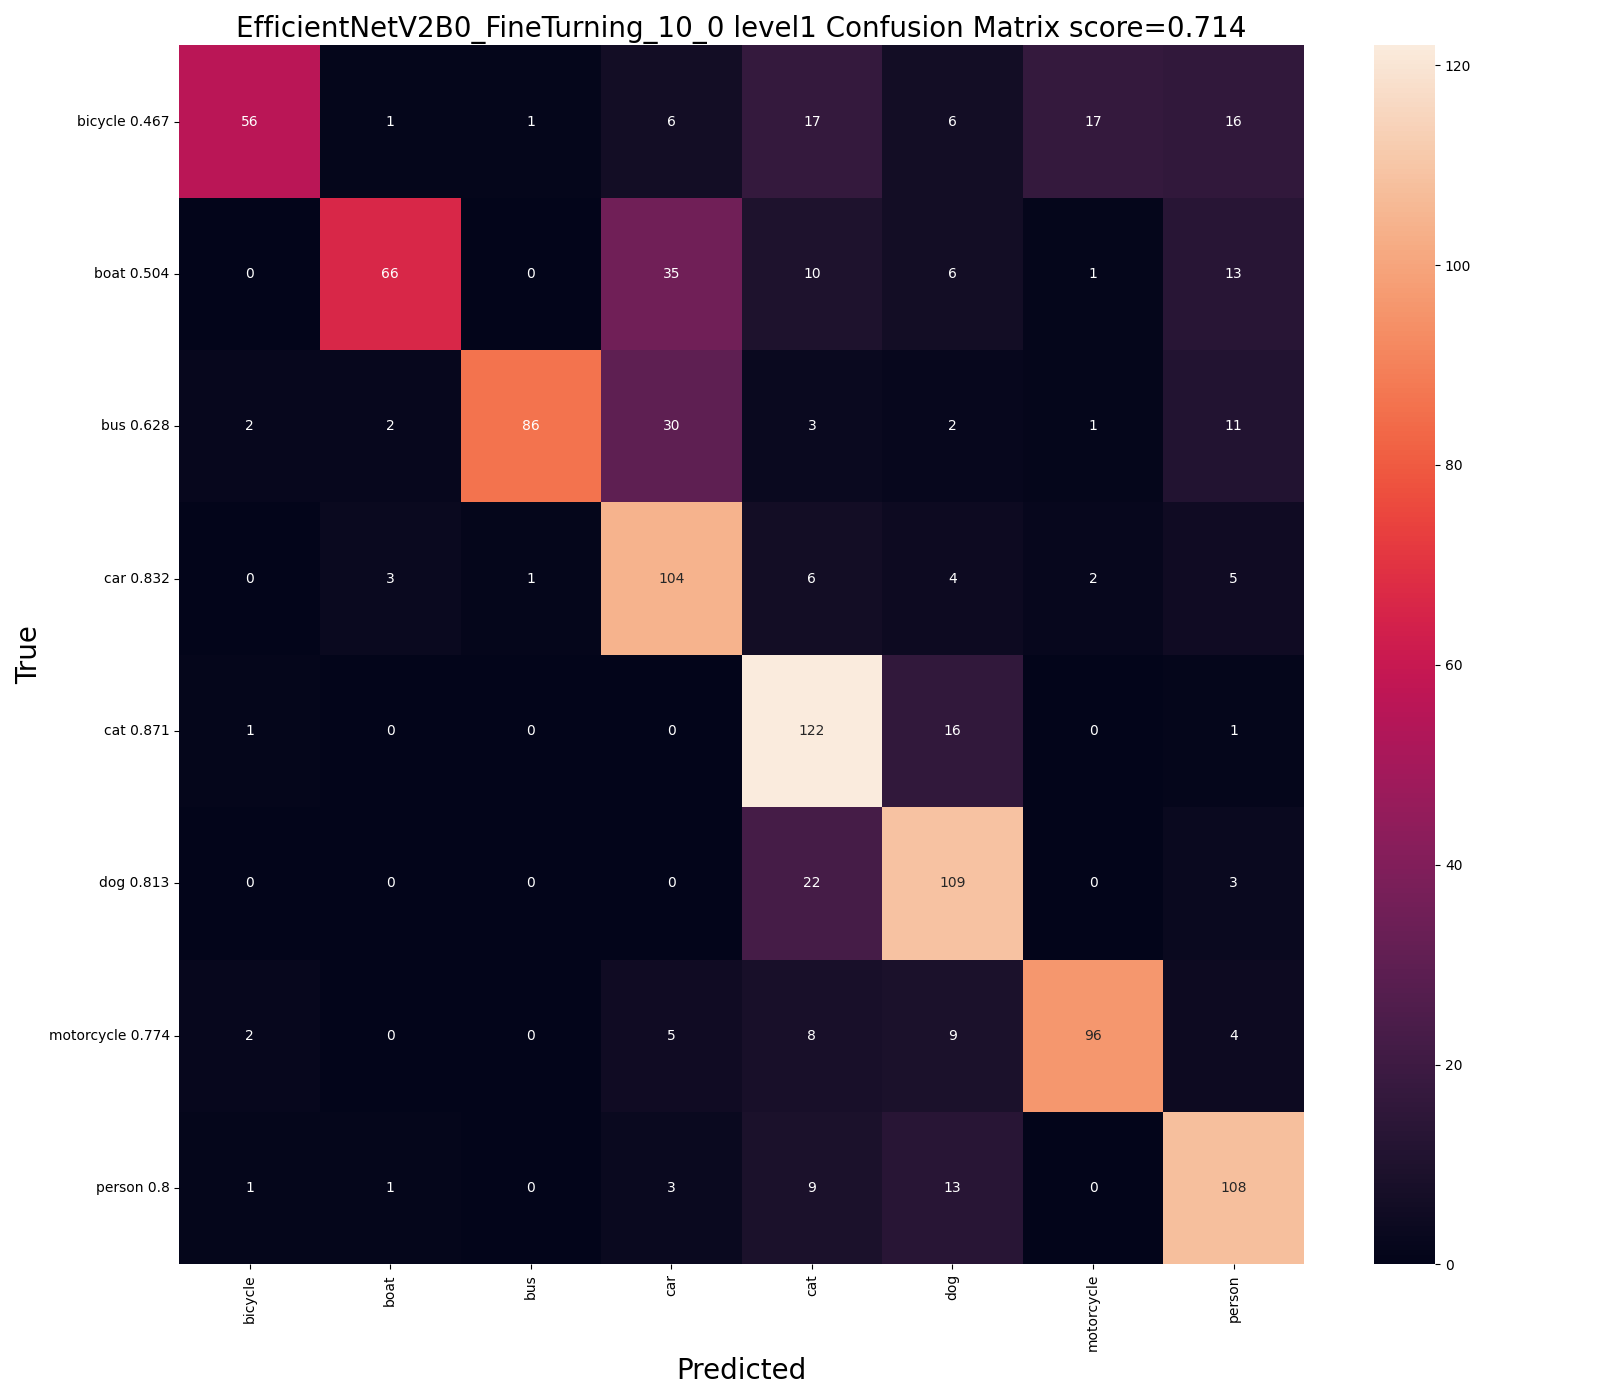 EfficientNetV2B0_FineTurning_10_0 level1 Confusion Matrix score=0.714
bicycle 0.467 56 1 1 6 17 6 17 16
boat 0.504 0 66 0 35 10 6 1 13
bus 0.628 2 2 86 30 3 2 1 11
car 0.832 0 3 1 104 6 4 2 5
cat 0.871 1 0 0 0 122 16 0 1
dog 0.813 0 0 0 0 22 109 0 3
motorcycle 0.774 2 0 0 5 8 9 96 4
person 0.8 1 1 0 3 9 13 0 108
True
bicycle boat bus car cat dog motorcycle person
Predicted
120
100
80
60
40
20
0